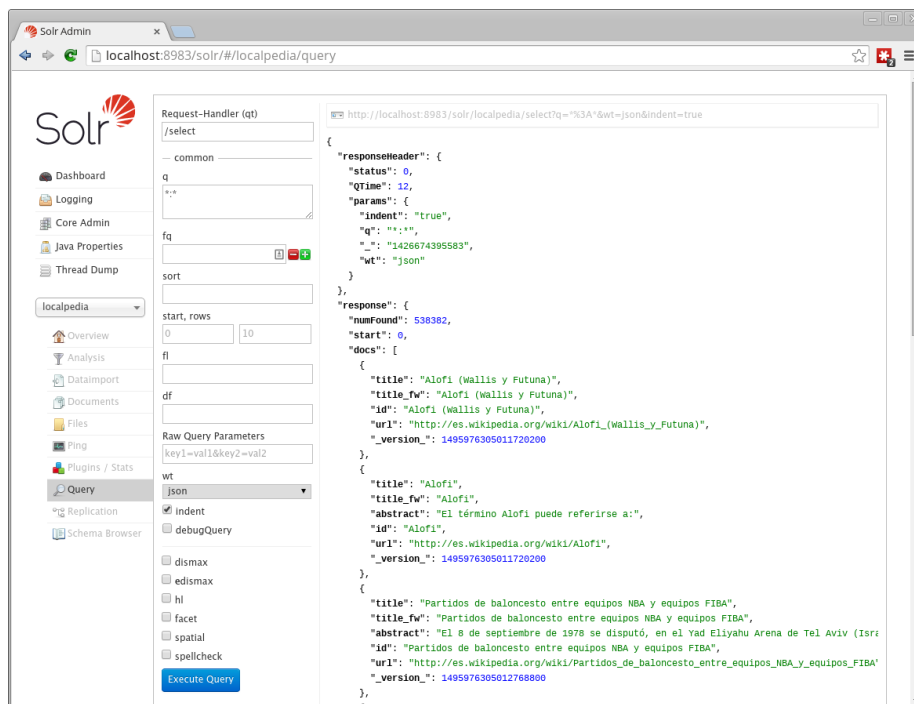 Solr Admin
localhost:8983/solr/#/localpedia/query
2
Solr
Dashboard
Logging
Core Admin
Java Properties
Thread Dump
localpedia
Overview
Analysis
Dataimport
Documents
Files
Ping
Plugins / Stats
Query
Replication
Schema Browser
Request-Handler (qt)
/select
common
q
*:*
fq
sort
start, rows
0 10
fl
df
Raw Query Parameters
key1=val1&key2=val2
wt
json
indent
debugQuery
dismax
edismax
hl
facet
spatial
spellcheck
Execute Query
http://localhost:8983/solr/localpedia/select?q=*%3A*&wt=json&indent=true
{
"responseHeader": {
"status": 0,
"QTime": 12,
"params": {
"indent": "true",
"q": "*:*",
"_": "1426674395583",
"wt": "json"
}
},
"response": {
"numFound": 538382,
"start": 0,
"docs": [
{
"title": "Alofi (Wallis y Futuna)",
"title_fw": "Alofi (Wallis y Futuna)",
"id": "Alofi (Wallis y Futuna)",
"url": "http://es.wikipedia.org/wiki/Alofi_(Wallis_y_Futuna)",
"_version_": 1495976305011720200
},
{
"title": "Alofi",
"title_fw": "Alofi",
"abstract": "El término Alofi puede referirse a:",
"id": "Alofi",
"url": "http://es.wikipedia.org/wiki/Alofi",
"_version_": 1495976305011720200
},
{
"title": "Partidos de baloncesto entre equipos NBA y equipos FIBA",
"title_fw": "Partidos de baloncesto entre equipos NBA y equipos FIBA",
"abstract": "El 8 de septiembre de 1978 se disputó, en el Yad Eliyahu Arena de Tel Aviv (Isra
"id": "Partidos de baloncesto entre equipos NBA y equipos FIBA",
"url": "http://es.wikipedia.org/wiki/Partidos_de_baloncesto_entre_equipos_NBA_y_equipos_FIBA"
"_version_": 1495976305012768800
},